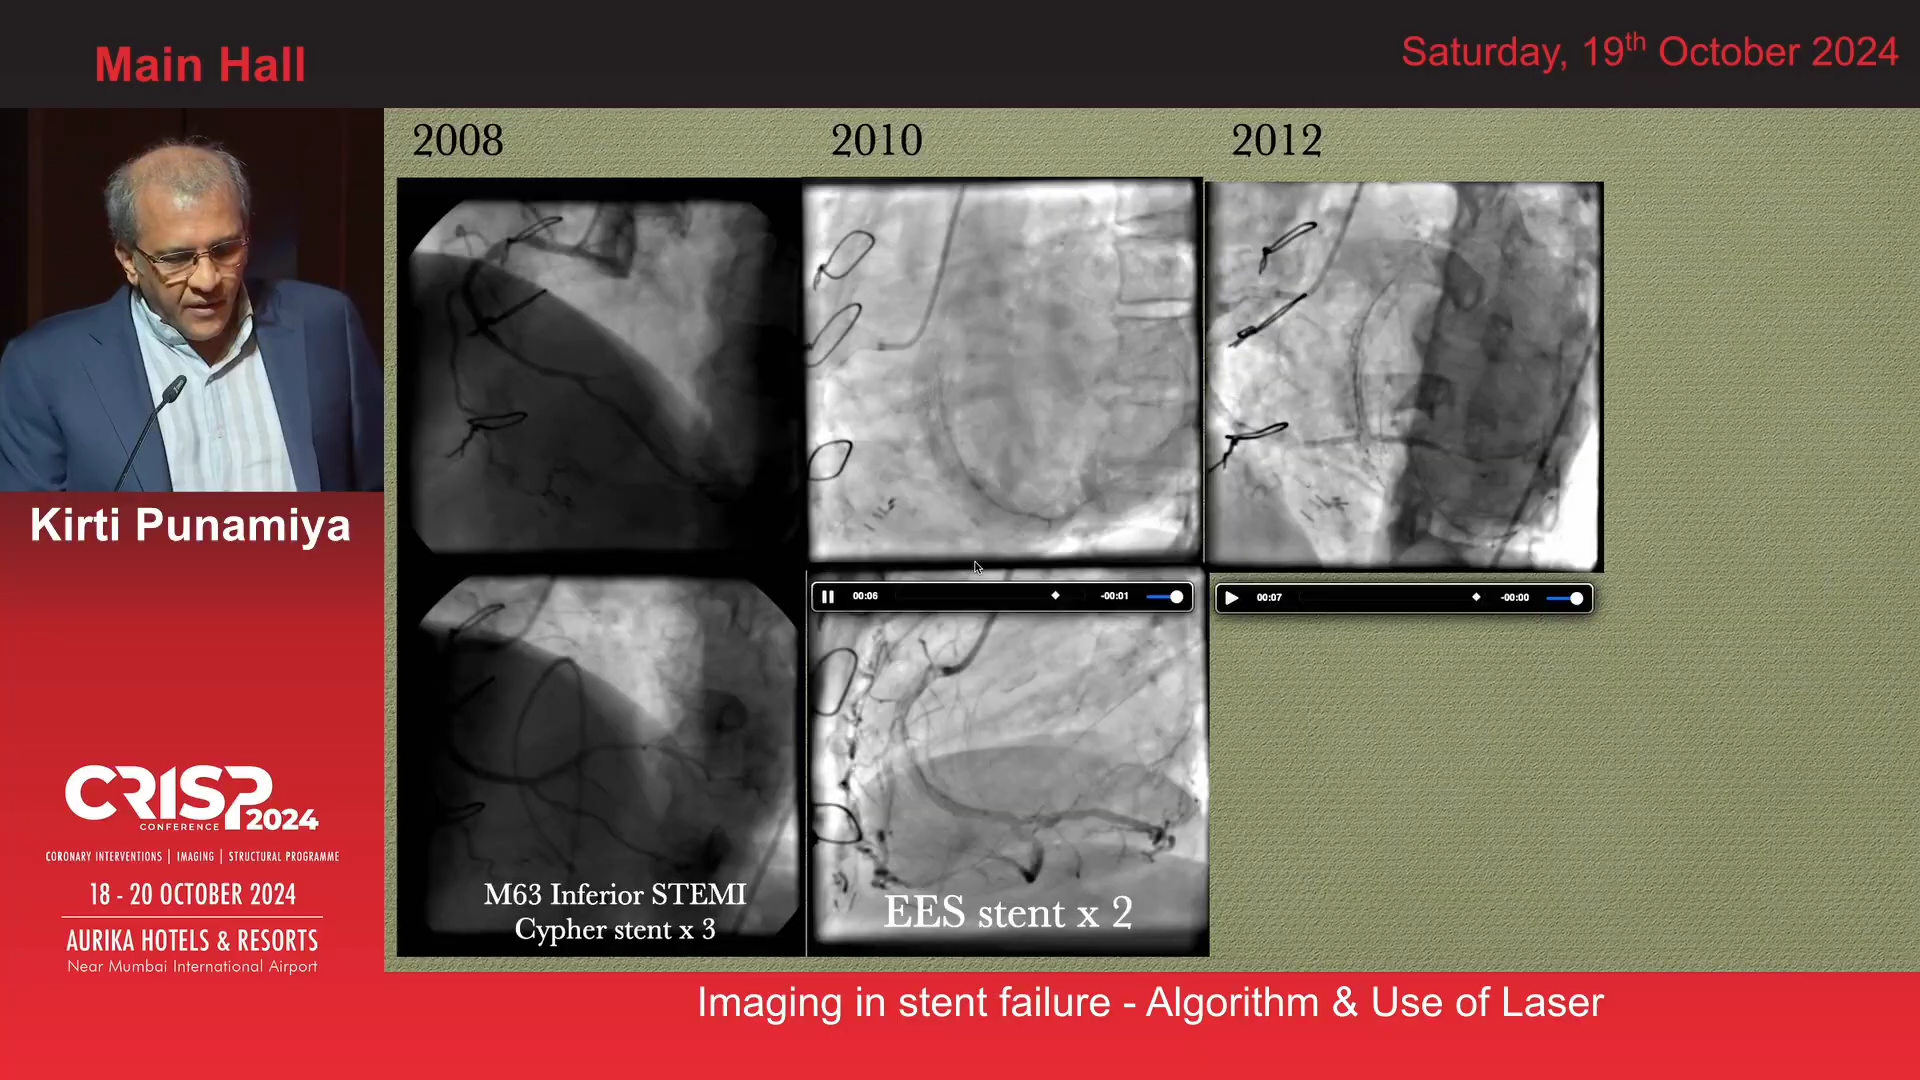 Main Hall
Saturday, 19th October 2024
2008
2010
2012
00:06
-00:01
00:07
-00:00
M63 Inferior STEMI
Cypher stent x 3
EES stent x 2
Kirti Punamiya
CRISP
CONFERENCE 2024
CORONARY INTERVENTIONS | IMAGING | STRUCTURAL PROGRAMME
18 - 20 OCTOBER 2024
AURIKA HOTELS & RESORTS
Near Mumbai International Airport
Imaging in stent failure - Algorithm & Use of Laser